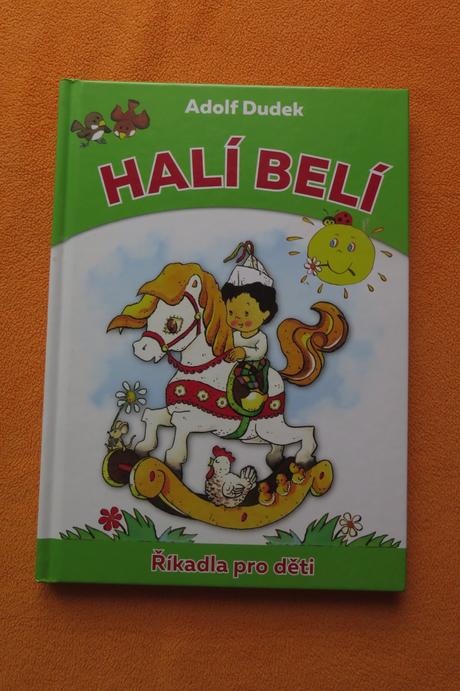 Adolf Dudek
HALÍ BELÍ
Říkadla pro děti